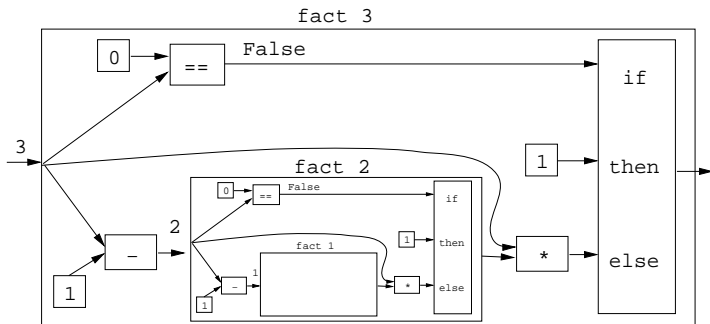 fact 3
0
==
False
if
3
1
then
fact 2
0
==
False
if
2
1
then
fact 1
-
1
-
1
*
else
*
else
1